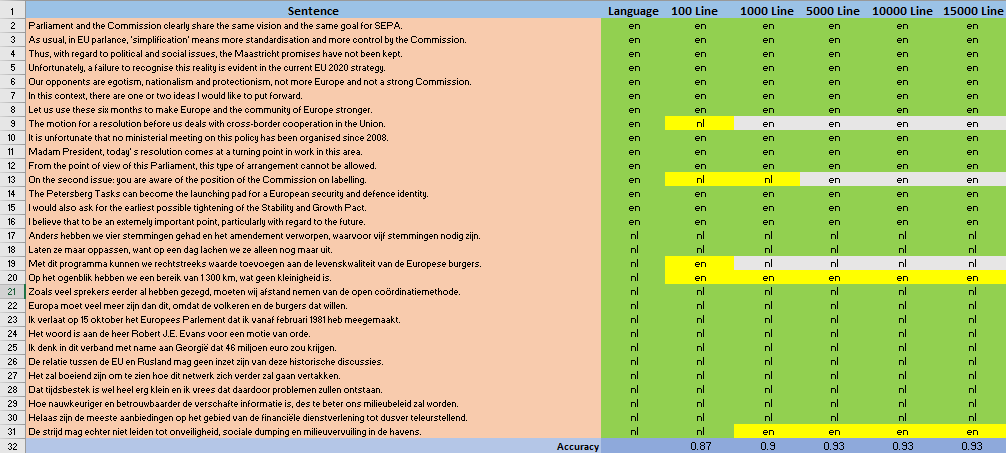 1 Sentence Language 100 Line 1000 Line 5000 Line 10000 Line 15000 Line
2 Parliament and the Commission clearly share the same vision and the same goal for SEPA. en en en en en en
3 As usual, in EU parlance, 'simplification' means more standardisation and more control by the Commission. en en en en en en
4 Thus, with regard to political and social issues, the Maastricht promises have not been kept. en en en en en en
5 Unfortunately, a failure to recognise this reality is evident in the current EU 2020 strategy. en en en en en en
6 Our opponents are egotism, nationalism and protectionism, not more Europe and not a strong Commission. en en en en en en
7 In this context, there are one or two ideas I would like to put forward. en en en en en en
8 Let us use these six months to make Europe and the community of Europe stronger. en en en en en en
9 The motion for a resolution before us deals with cross-border cooperation in the Union. en nl en en en en
10 It is unfortunate that no ministerial meeting on this policy has been organised since 2008. en en en en en en
11 Madam President, today' s resolution comes at a turning point in work in this area. en en en en en en
12 From the point of view of this Parliament, this type of arrangement cannot be allowed. en en en en en en
13 On the second issue: you are aware of the position of the Commission on labelling. en nl nl en en en
14 The Petersberg Tasks can become the launching pad for a European security and defence identity. en en en en en en
15 I would also ask for the earliest possible tightening of the Stability and Growth Pact. en en en en en en
16 I believe that to be an extemely important point, particularly with regard to the future. en en en en en en
17 Anders hebben we vier stemmingen gehad en het amendement verworpen, waarvoor vijf stemmingen nodig zijn. nl nl nl nl nl nl
18 Laten ze maar oppassen, want op een dag lachen we ze alleen nog maar uit. nl nl nl nl nl nl
19 Met dit programma kunnen we rechtstreeks waarde toevoegen aan de levenskwaliteit van de Europese burgers. nl en nl nl nl nl
20 Op het ogenblik hebben we een bereik van 1 300 km, wat geen kleinigheid is. nl en en en en en
21 Zoals veel sprekers eerder al hebben gezegd, moeten wij afstand nemen van de open coördinatiemethode. nl nl nl nl nl nl
22 Europa moet veel meer zijn dan dit, omdat de volkeren en de burgers dat willen. nl nl nl nl nl nl
23 Ik verlaat op 15 oktober het Europees Parlement dat ik vanaf februari 1981 heb meegemaakt. nl nl nl nl nl nl
24 Het woord is aan de heer Robert J.E. Evans voor een motie van orde. nl nl nl nl nl nl
25 Ik denk in dit verband met name aan Georgië dat 46 miljoen euro zou krijgen. nl nl nl nl nl nl
26 De relatie tussen de EU en Rusland mag geen inzet zijn van deze historische discussies. nl nl nl nl nl nl
27 Het zal boeiend zijn om te zien hoe dit netwerk zich verder zal gaan vertakken. nl nl nl nl nl nl
28 Dat tijdsbestek is wel heel erg klein en ik vrees dat daardoor problemen zullen ontstaan. nl nl nl nl nl nl
29 Hoe nauwkeuriger en betrouwbaarder de verschafte informatie is, des te beter ons milieubeleid zal worden. nl nl nl nl nl nl
30 Helaas zijn de meeste aanbiedingen op het gebied van de financiële dienstverlening tot dusver teleurstellend. nl nl nl nl nl nl
31 De strijd mag echter niet leiden tot onveiligheid, sociale dumping en milieuvervuiling in de havens. nl nl en en en en
32 Accuracy 0.87 0.9 0.93 0.93 0.93